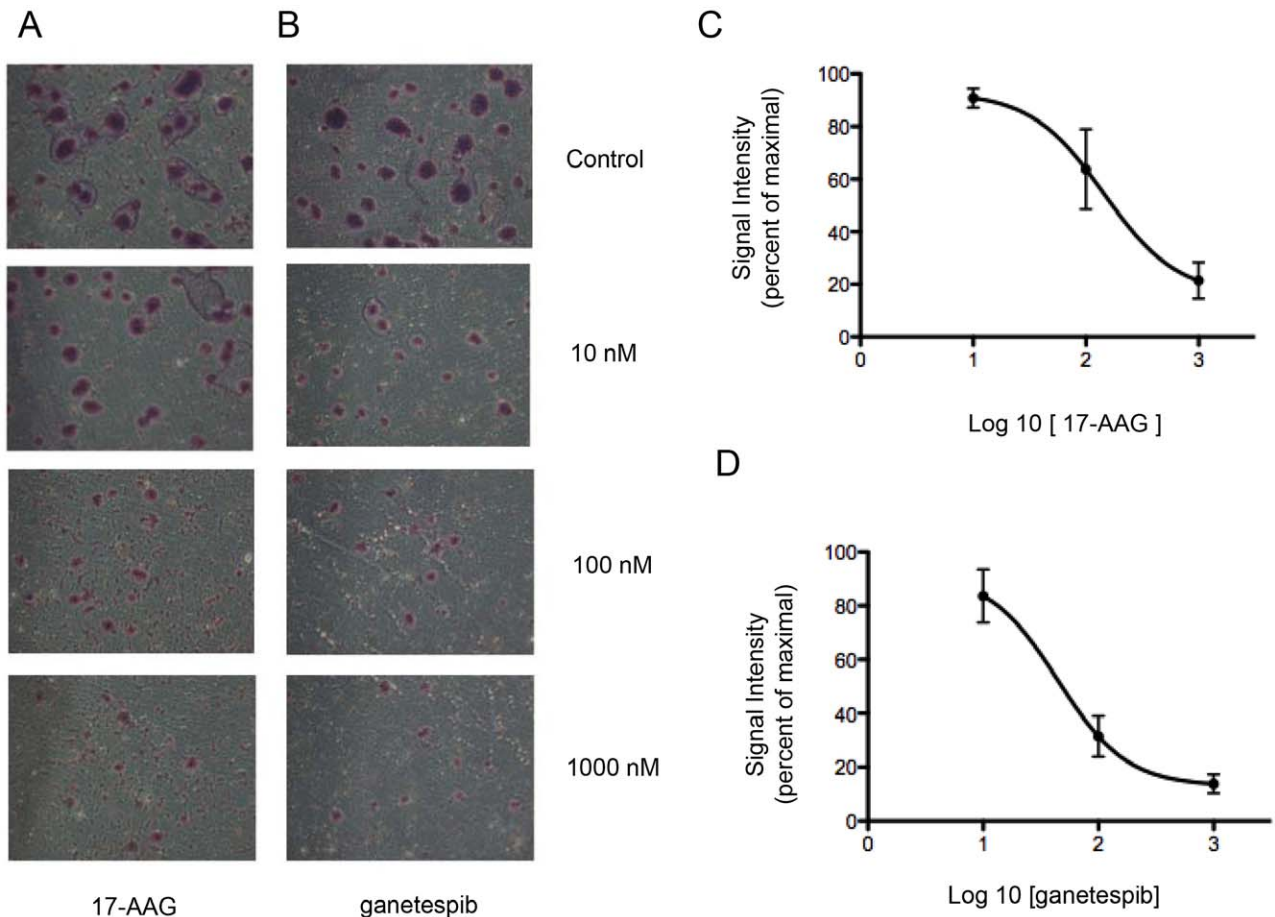 A
B
Control
10 nM
100 nM
1000 nM
17-AAG
ganetespib
C
Signal Intensity
(percent of maximal)
100
80
60
40
20
0
0
1
2
3
Log 10 [ 17-AAG ]
D
Signal Intensity
(percent of maximal)
100
80
60
40
20
0
0
1
2
3
Log 10 [ganetespib]